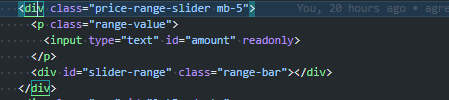 <div class="price-range-slider mb-5"> You, 20 hours ago • agre
<p class="range-value">
<input type="text" id="amount" readonly>
</p>
<div id="slider-range" class="range-bar"></div>
</div>